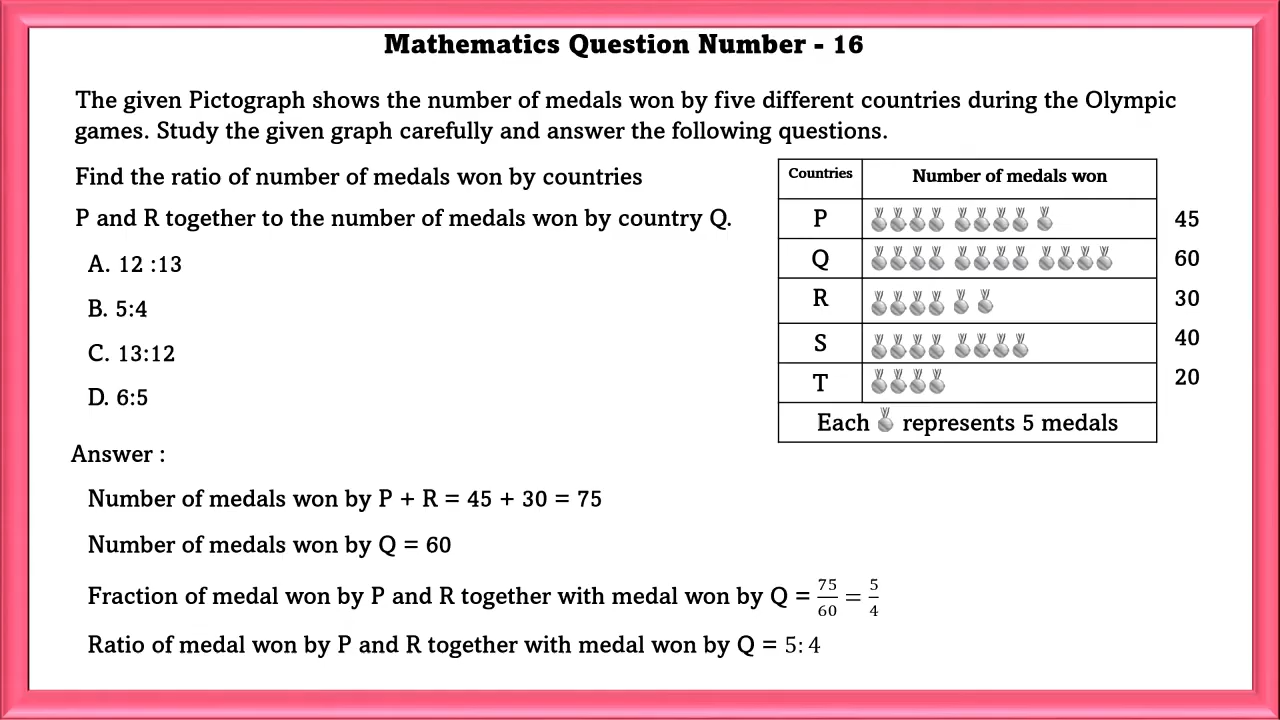 Mathematics Question Number - 16
The given Pictograph shows the number of medals won by five different countries during the Olympic
games. Study the given graph carefully and answer the following questions.
Find the ratio of number of medals won by countries
P and R together to the number of medals won by country Q.
A. 12 :13
B. 5:4
C. 13:12
D. 6:5
Countries Number of medals won
P 45
Q 60
R 30
S 40
T 20
Each represents 5 medals
Answer :
Number of medals won by P + R = 45 + 30 = 75
Number of medals won by Q = 60
Fraction of medal won by P and R together with medal won by Q = 75/60 = 5/4
Ratio of medal won by P and R together with medal won by Q = 5: 4